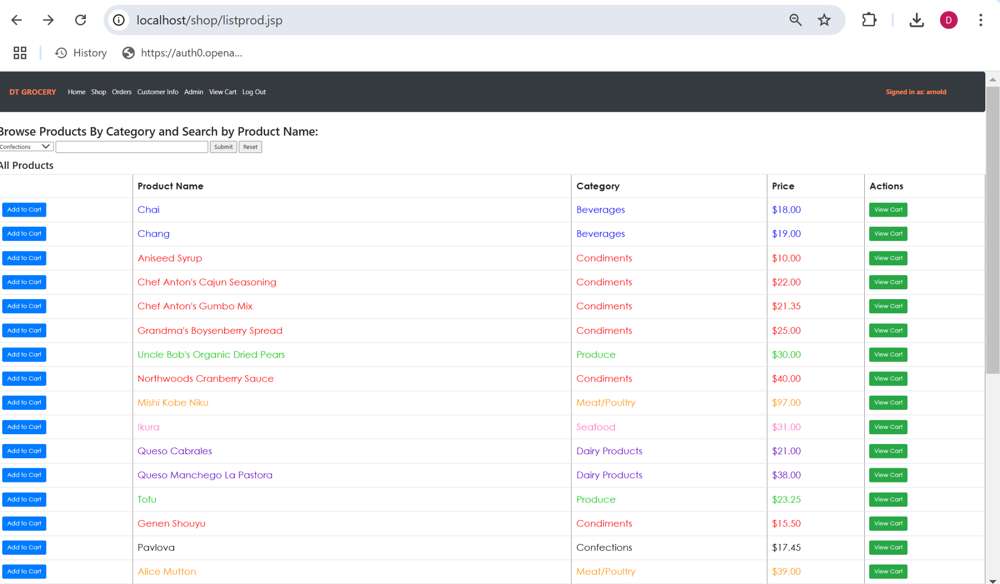 localhost/shop/listprod.jsp
D
History https://auth0.opena...
DT GROCERY Home Shop Orders Customer Info Admin View Cart Log Out Signed in as: arnold
Browse Products By Category and Search by Product Name:
Confections Submit Reset
All Products
Product Name Category Price Actions
Add to Cart Chai Beverages $18.00 View Cart
Add to Cart Chang Beverages $19.00 View Cart
Add to Cart Aniseed Syrup Condiments $10.00 View Cart
Add to Cart Chef Anton's Cajun Seasoning Condiments $22.00 View Cart
Add to Cart Chef Anton's Gumbo Mix Condiments $21.35 View Cart
Add to Cart Grandma's Boysenberry Spread Condiments $25.00 View Cart
Add to Cart Uncle Bob's Organic Dried Pears Produce $30.00 View Cart
Add to Cart Northwoods Cranberry Sauce Condiments $40.00 View Cart
Add to Cart Mishi Kobe Niku Meat/Poultry $97.00 View Cart
Add to Cart Ikura Seafood $31.00 View Cart
Add to Cart Queso Cabrales Dairy Products $21.00 View Cart
Add to Cart Queso Manchego La Pastora Dairy Products $38.00 View Cart
Add to Cart Tofu Produce $23.25 View Cart
Add to Cart Genen Shouyu Condiments $15.50 View Cart
Add to Cart Pavlova Confections $17.45 View Cart
Add to Cart Alice Mutton Meat/Poultry $39.00 View Cart